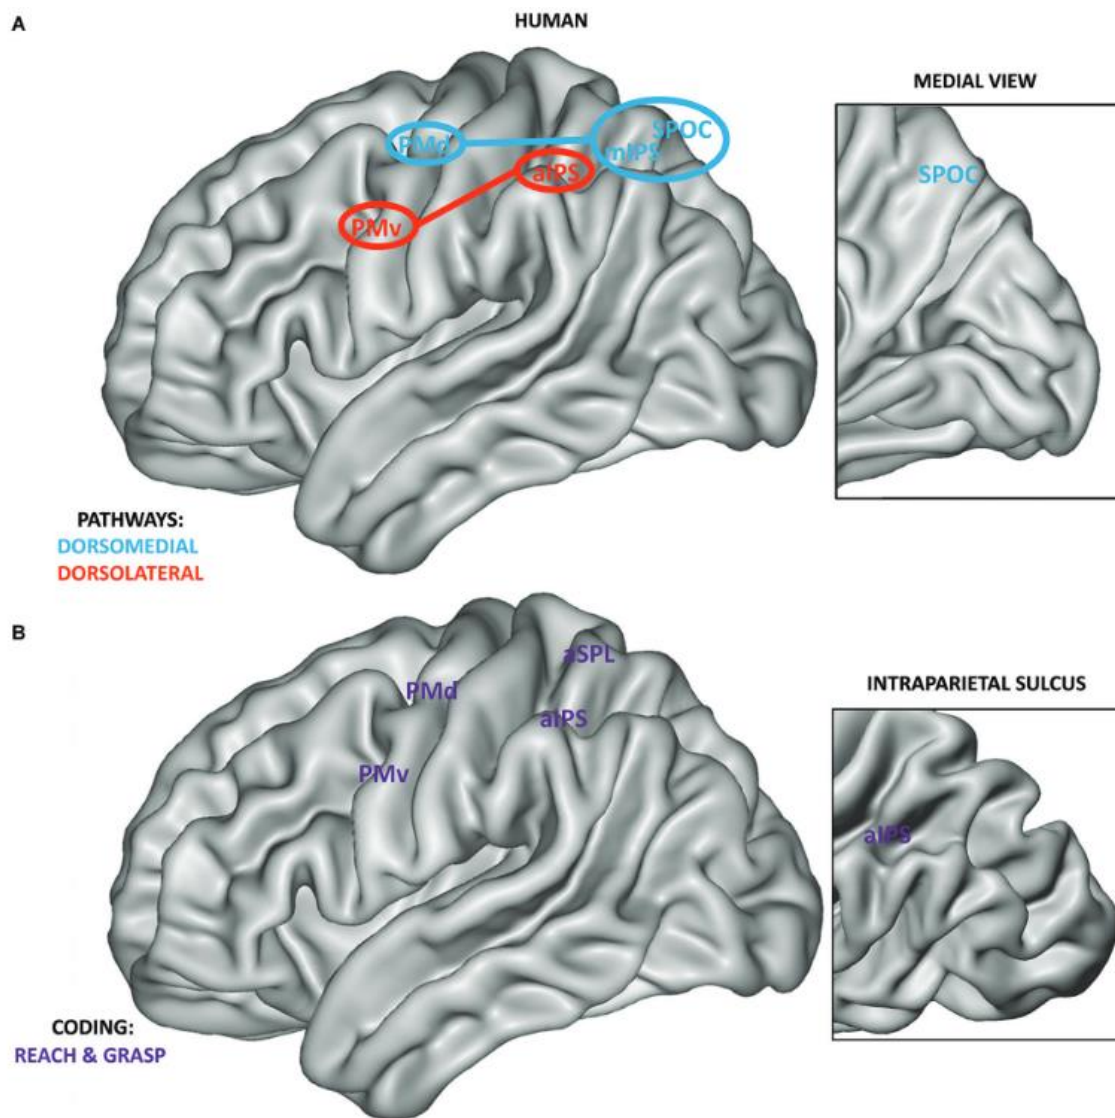 A
HUMAN
MEDIAL VIEW
PMd
SPOC
mIPS
aIPS
PMv
SPOC
PATHWAYS:
DORSOMEDIAL
DORSOLATERAL
B
aSPL
PMd
aIPS
PMv
INTRAPARIETAL SULCUS
aIPS
CODING:
REACH & GRASP